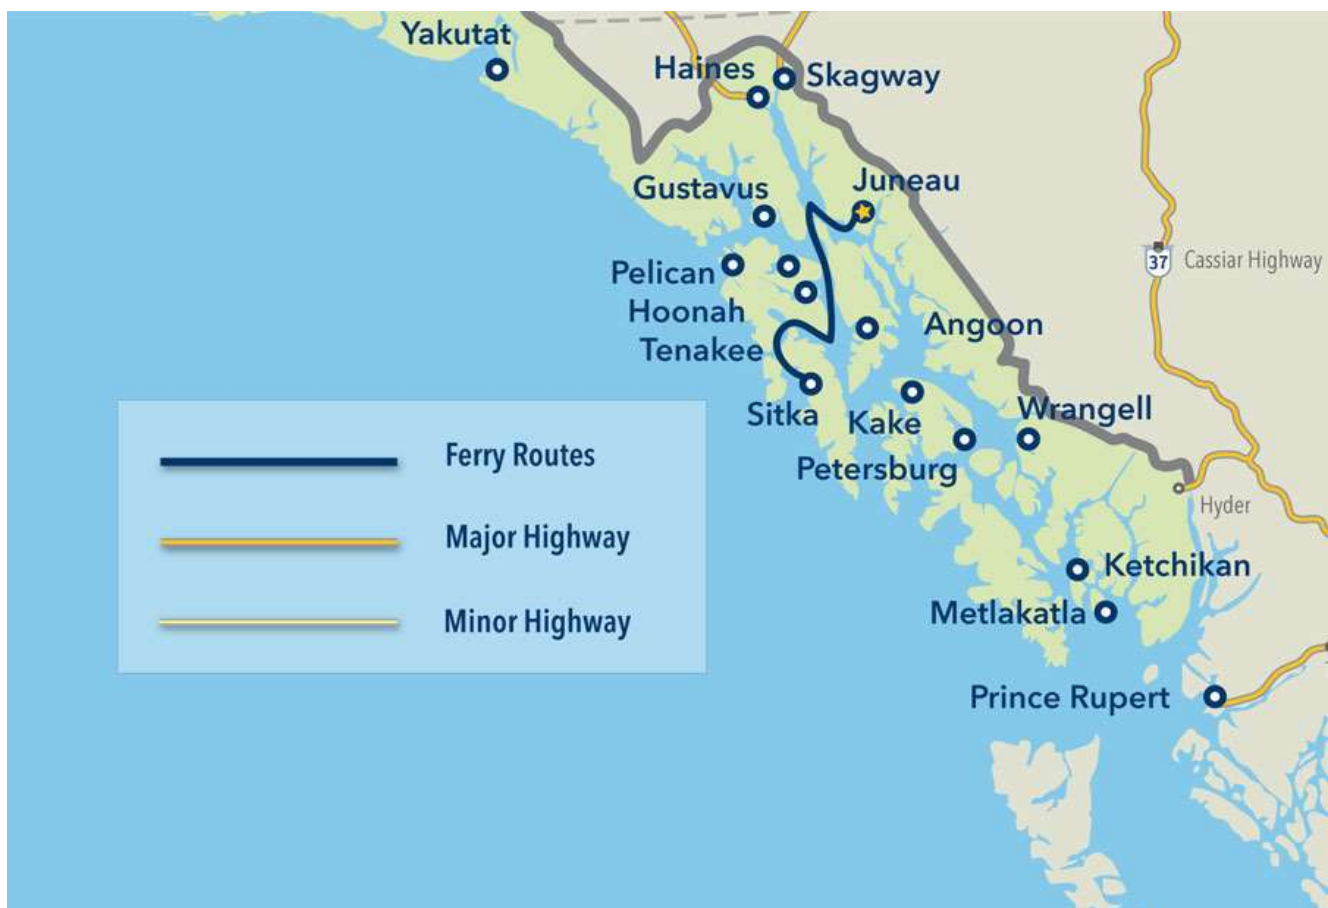 Yakutat
Haines
Skagway
Gustavus
Juneau
37
Cassiar Highway
Pelican
Hoonah
Tenakee
Angoon
Sitka
Kake
Wrangell
Petersburg
Hyder
Ferry Routes
Major Highway
Minor Highway
Ketchikan
Metlakatla
Prince Rupert